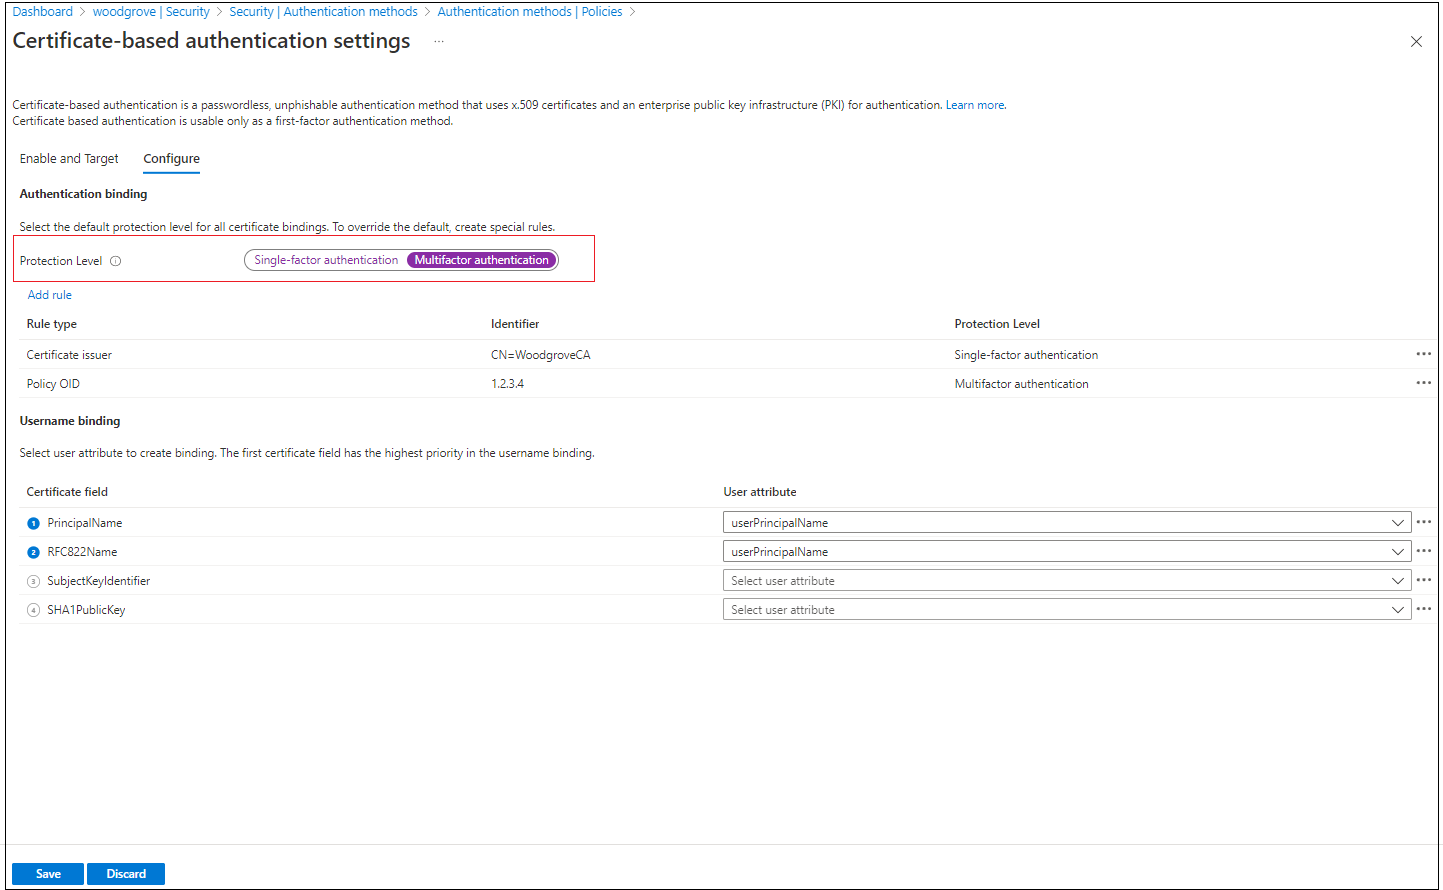 Dashboard > woodgrove | Security > Security | Authentication methods > Authentication methods | Policies >
Certificate-based authentication settings ...
Certificate-based authentication is a passwordless, unphishable authentication method that uses x.509 certificates and an enterprise public key infrastructure (PKI) for authentication. Learn more.
Certificate based authentication is usable only as a first-factor authentication method.
Enable and Target Configure
Authentication binding
Select the default protection level for all certificate bindings. To override the default, create special rules.
Protection Level Single-factor authentication Multifactor authentication
Add rule
Rule type Identifier Protection Level
Certificate issuer CN=WoodgroveCA Single-factor authentication
Policy OID 1.2.3.4 Multifactor authentication
Username binding
Select user attribute to create binding. The first certificate field has the highest priority in the username binding.
Certificate field User attribute
1 PrincipalName userPrincipalName
2 RFC822Name userPrincipalName
3 SubjectKeyIdentifier Select user attribute
4 SHA1PublicKey Select user attribute
Save Discard